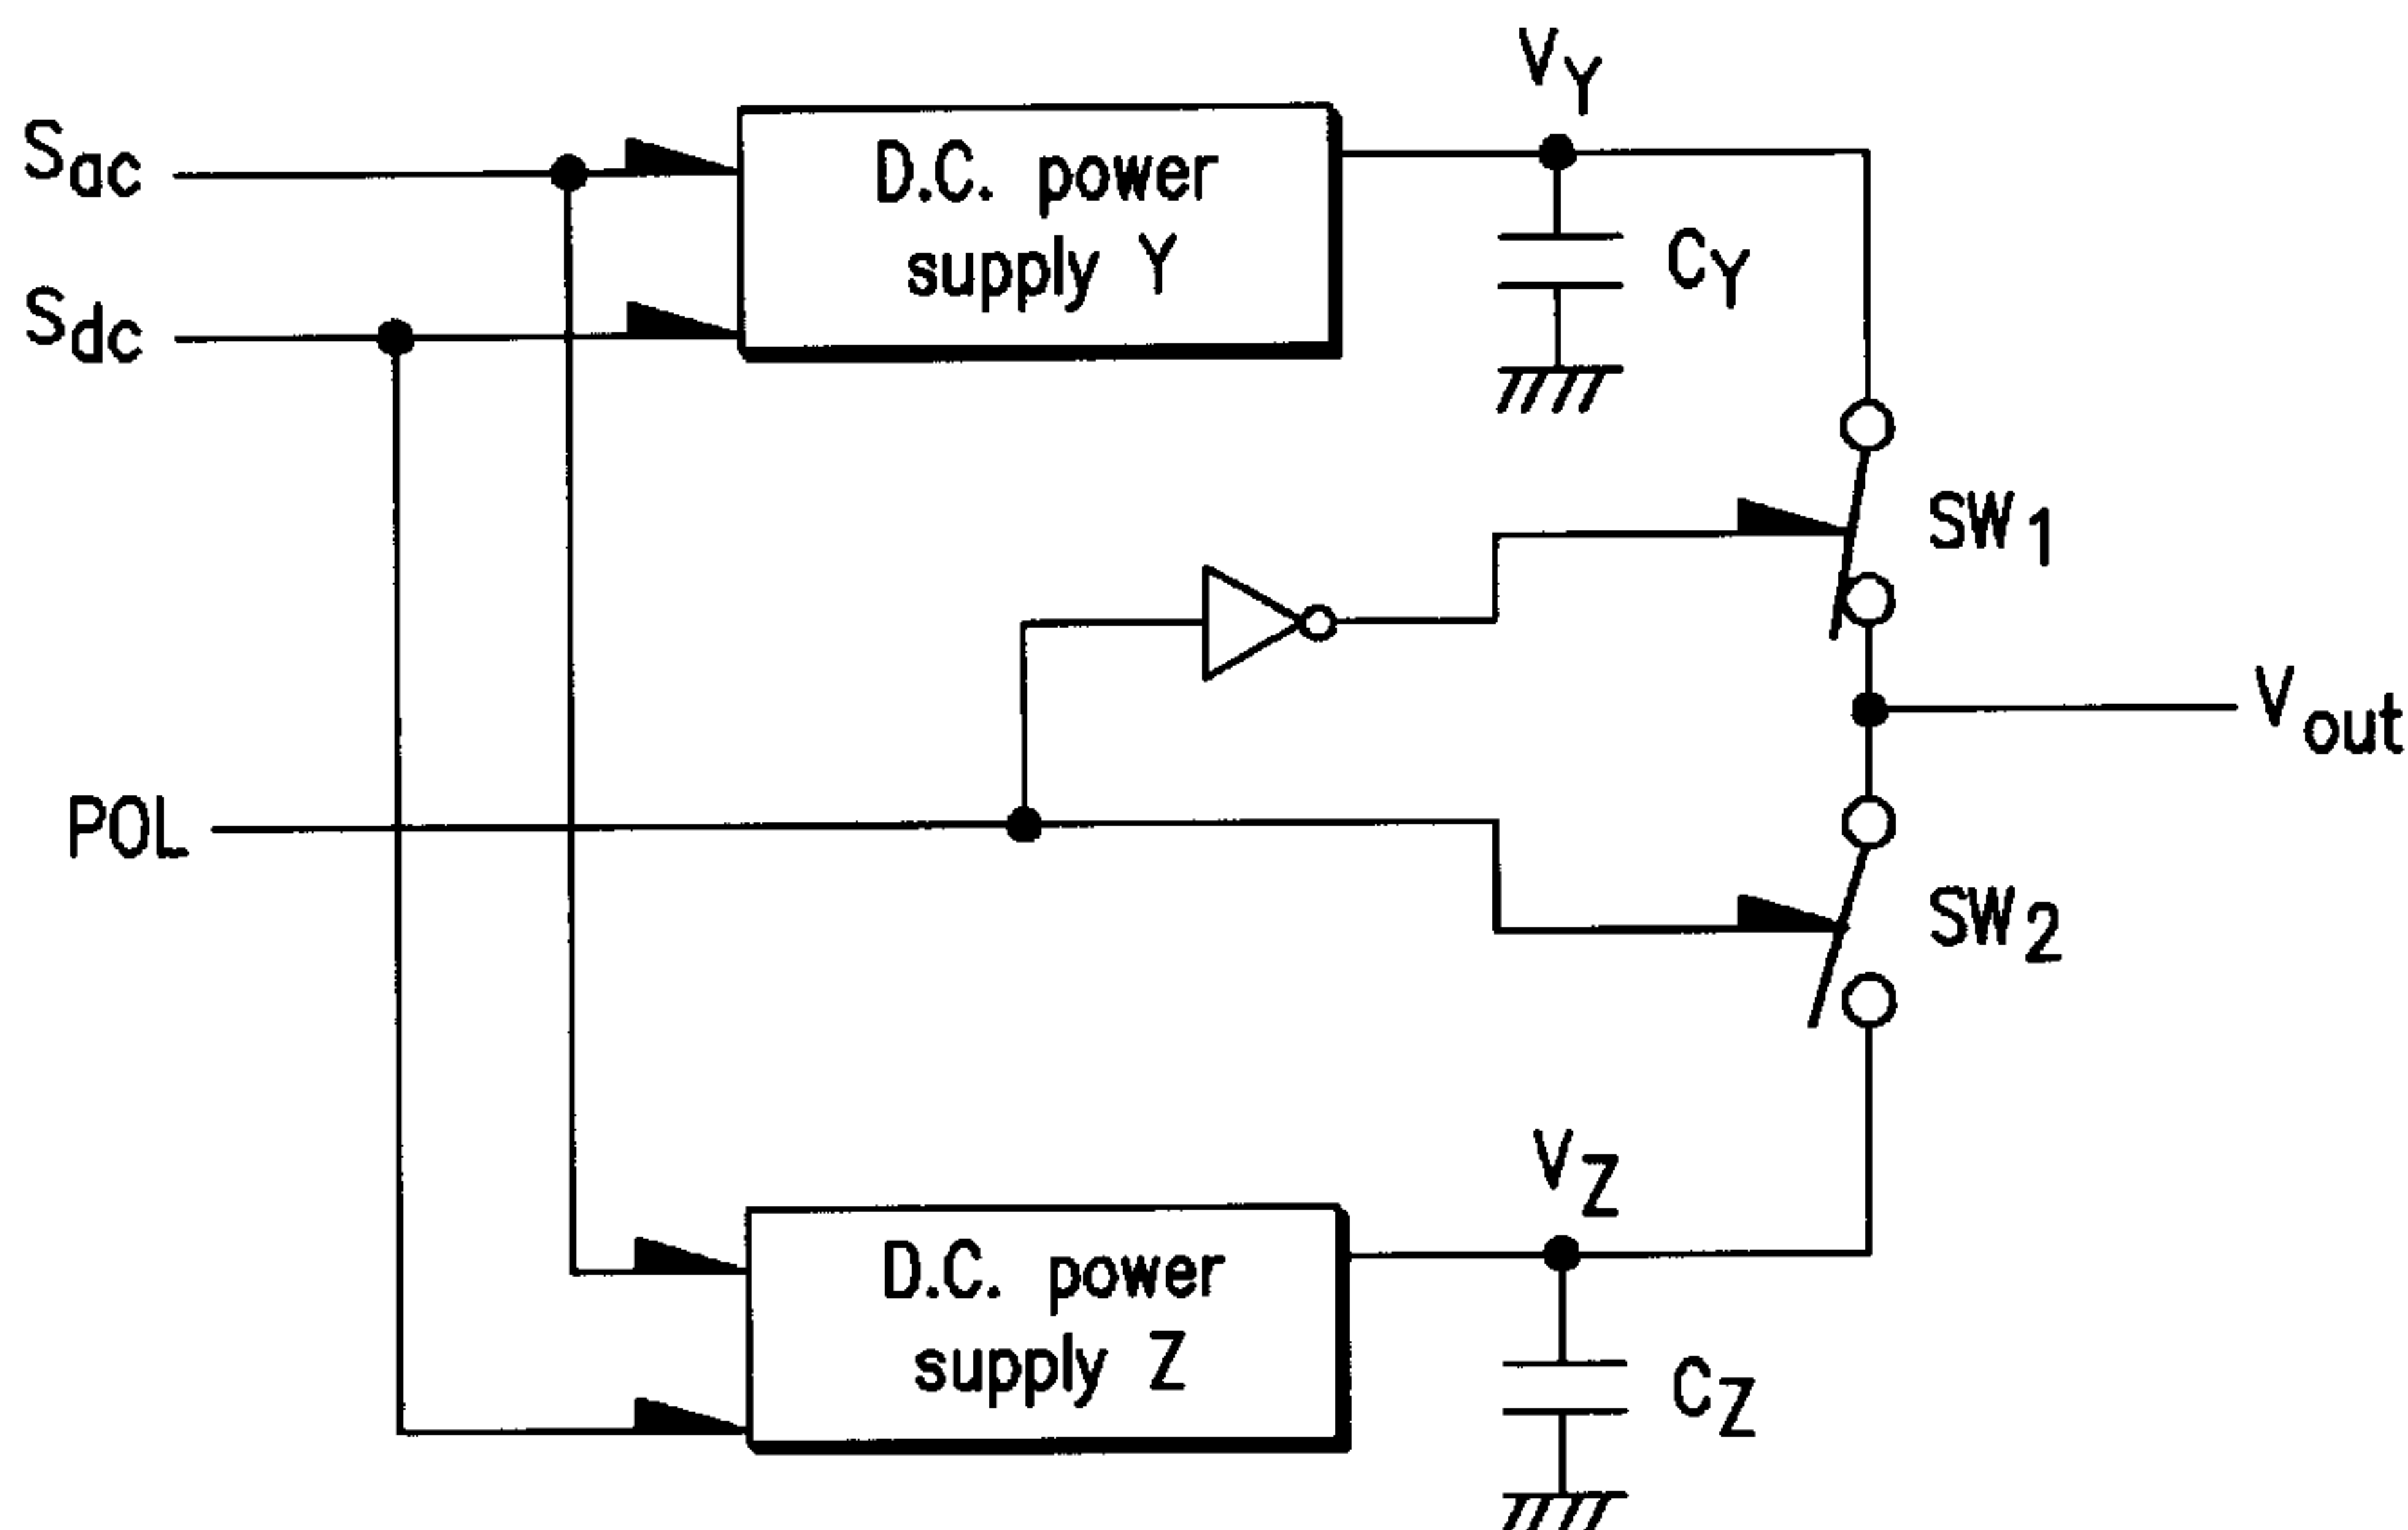 V_Y
S_ac
D.C. power
supply Y
S_dc
C_Y
SW_1
V_out
POL
SW_2
V_Z
D.C. power
supply Z
C_Z